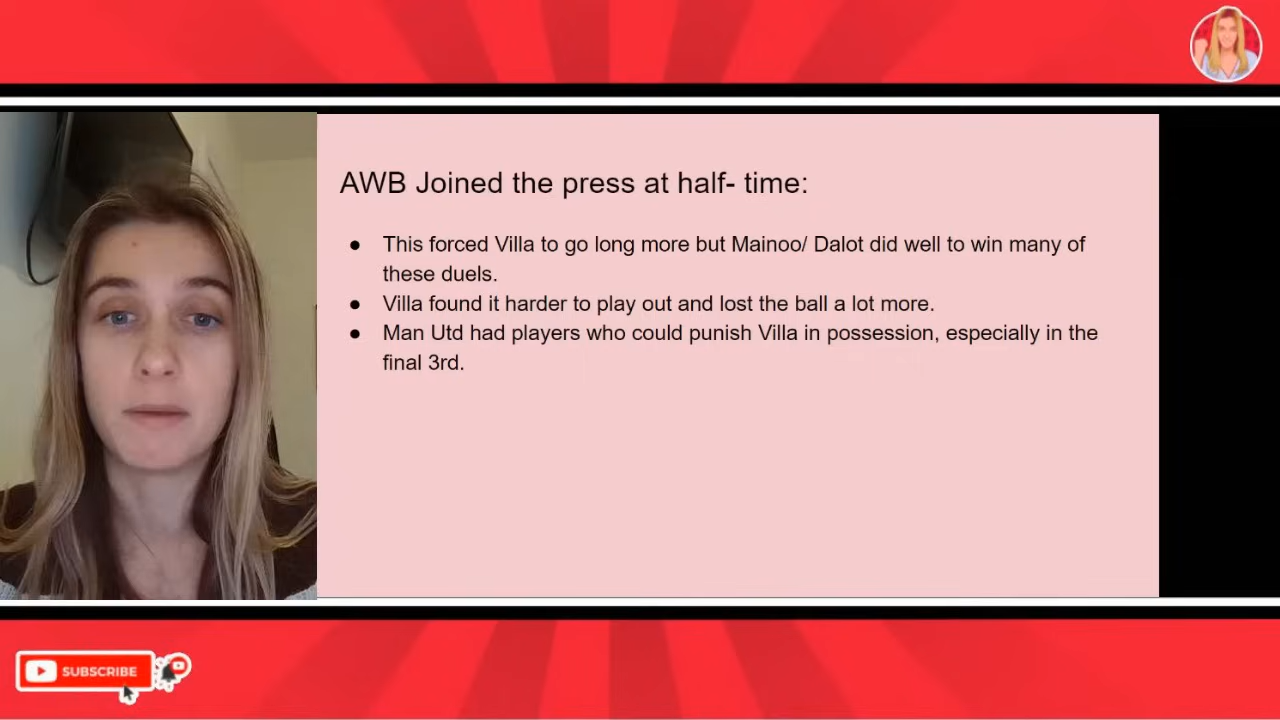 AWB Joined the press at half- time:
● This forced Villa to go long more but Mainoo/ Dalot did well to win many of
these duels.
● Villa found it harder to play out and lost the ball a lot more.
● Man Utd had players who could punish Villa in possession, especially in the
final 3rd.
SUBSCRIBE